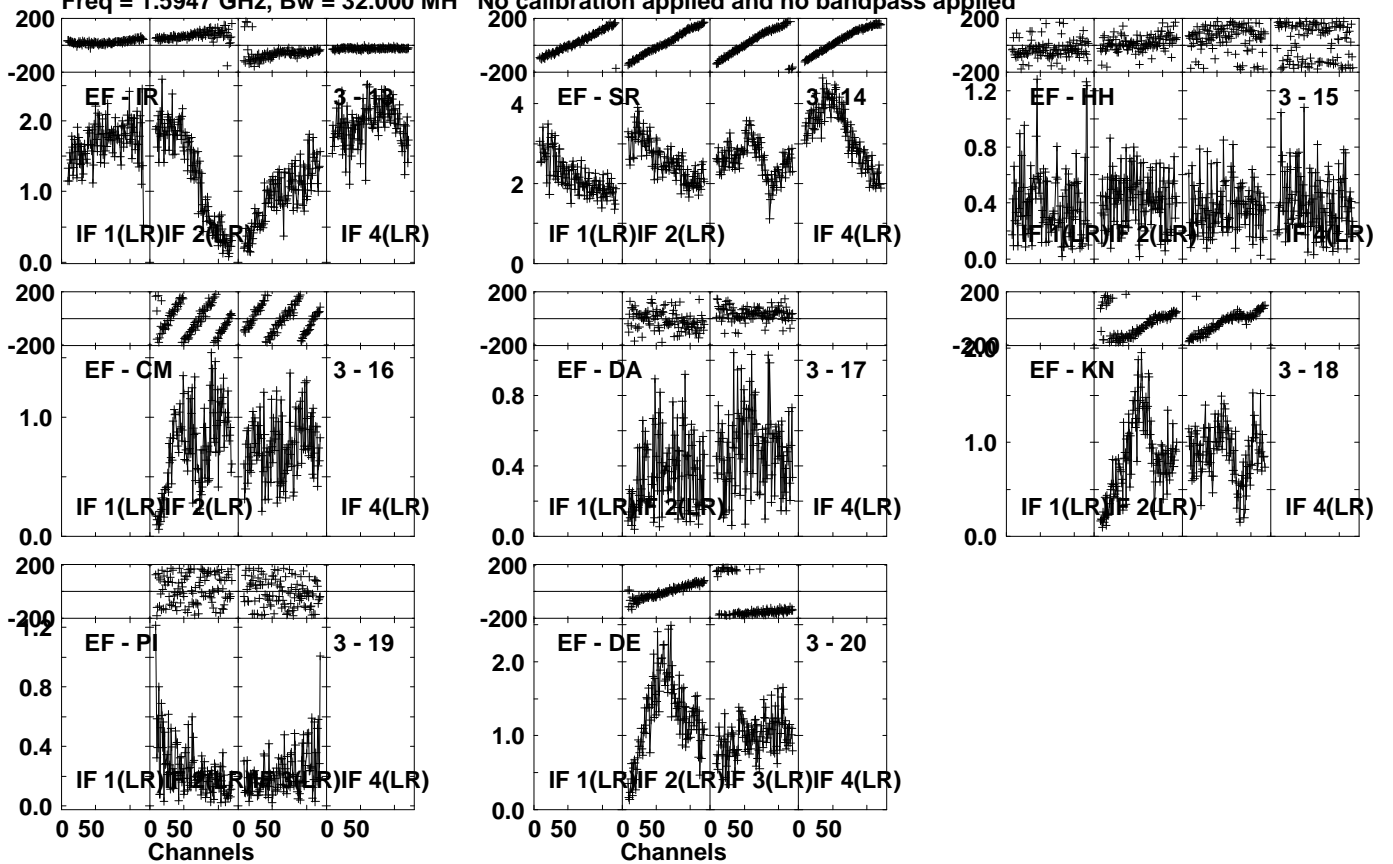 Freq = 1.5947 GHz, Bw = 32.000 MH No calibration applied and no bandpass applied
200
-200
EF - IR
2.0
1.0
0.0
IF 1(LR) IF 2(LR) IF 4(LR)
200
-200
EF - SR 3 - 14
4
2
0
IF 1(LR) IF 2(LR) IF 4(LR)
200
-200
EF - HH 3 - 15
1.2
0.8
0.4
0.0
IF 1(LR) IF 2(LR) IF 4(LR)
200
-200
EF - CM 3 - 16
1.0
0.0
IF 1(LR) IF 2(LR) IF 4(LR)
200
-200
EF - DA 3 - 17
0.8
0.4
0.0
IF 1(LR) IF 2(LR) IF 4(LR)
200
-200
2.0
EF - KN 3 - 18
1.0
0.0
IF 1(LR) IF 2(LR) IF 4(LR)
200
-200
1.2
EF - PI 3 - 19
0.8
0.4
0.0
IF 1(LR) IF 2(LR) IF 3(LR) IF 4(LR)
0 50 0 50 0 50 0 50
Channels
200
-200
EF - DE 3 - 20
2.0
1.0
0.0
IF 1(LR) IF 2(LR) IF 3(LR) IF 4(LR)
0 50 0 50 0 50 0 50
Channels